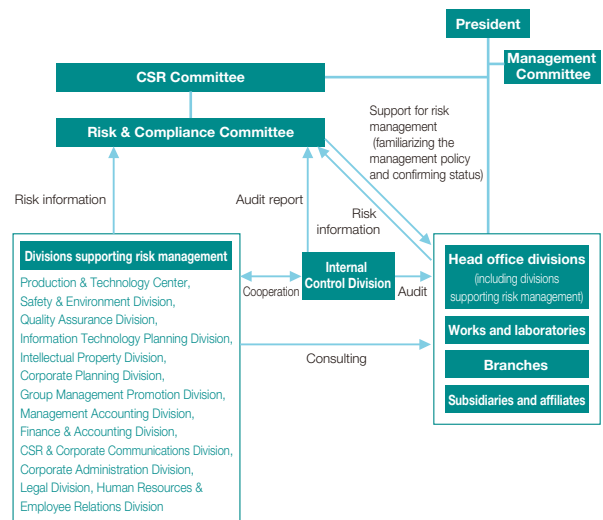 President
Management
Committee
CSR Committee
Support for risk
management
(familiarizing the
management policy
and confirming status)
Risk & Compliance Committee
Risk information
Audit report
Risk
information
Divisions supporting risk management
Production & Technology Center,
Safety & Environment Division,
Quality Assurance Division,
Information Technology Planning Division,
Intellectual Property Division,
Corporate Planning Division,
Group Management Promotion Division,
Management Accounting Division,
Finance & Accounting Division,
CSR & Corporate Communications Division,
Corporate Administration Division,
Legal Division, Human Resources &
Employee Relations Division
Cooperation
Internal
Control Division
Audit
Consulting
Head office divisions
(including divisions
supporting risk management)
Works and laboratories
Branches
Subsidiaries and affiliates